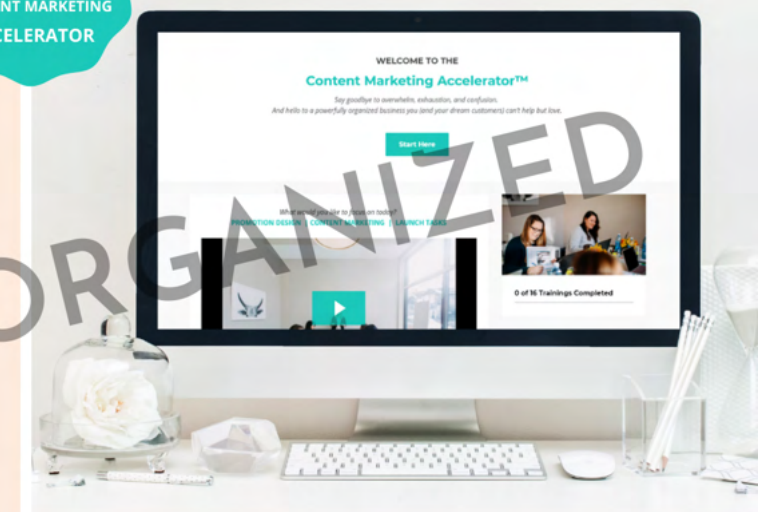 NT MARKETING
CELERATOR
WELCOME TO THE
Content Marketing Accelerator™
Say goodbye to overwhelm, exhaustion, and confusion.
And hello to a powerfully organized business you (and your dream customers) can't help but love.
Start Here
ORGANIZED
What would you like to focus on today?
PROMOTION DESIGN | CONTENT MARKETING | LAUNCH TASKS
0 of 16 Trainings Completed